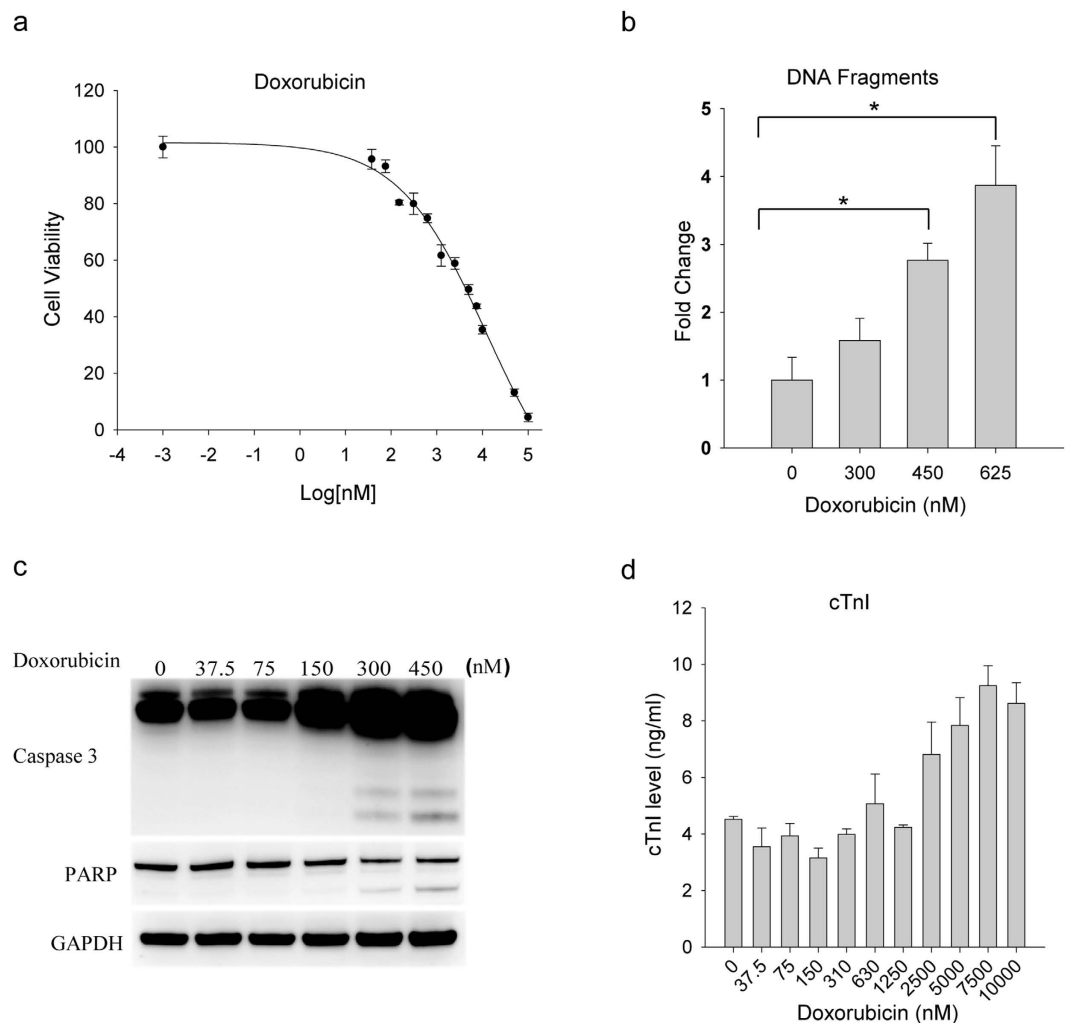 a
Doxorubicin
120
100
80
60
40
20
0
Cell Viability
-4 -3 -2 -1 0 1 2 3 4 5
Log[nM]
b
DNA Fragments
5
4
3
2
1
0
Fold Change
*
*
0 300 450 625
Doxorubicin (nM)
c
Doxorubicin 0 37.5 75 150 300 450 (nM)
Caspase 3
PARP
GAPDH
d
cTnI
12
10
8
6
4
2
0
cTnI level (ng/ml)
0 37.5 75 150 310 630 1250 2500 5000 7500 10000
Doxorubicin (nM)